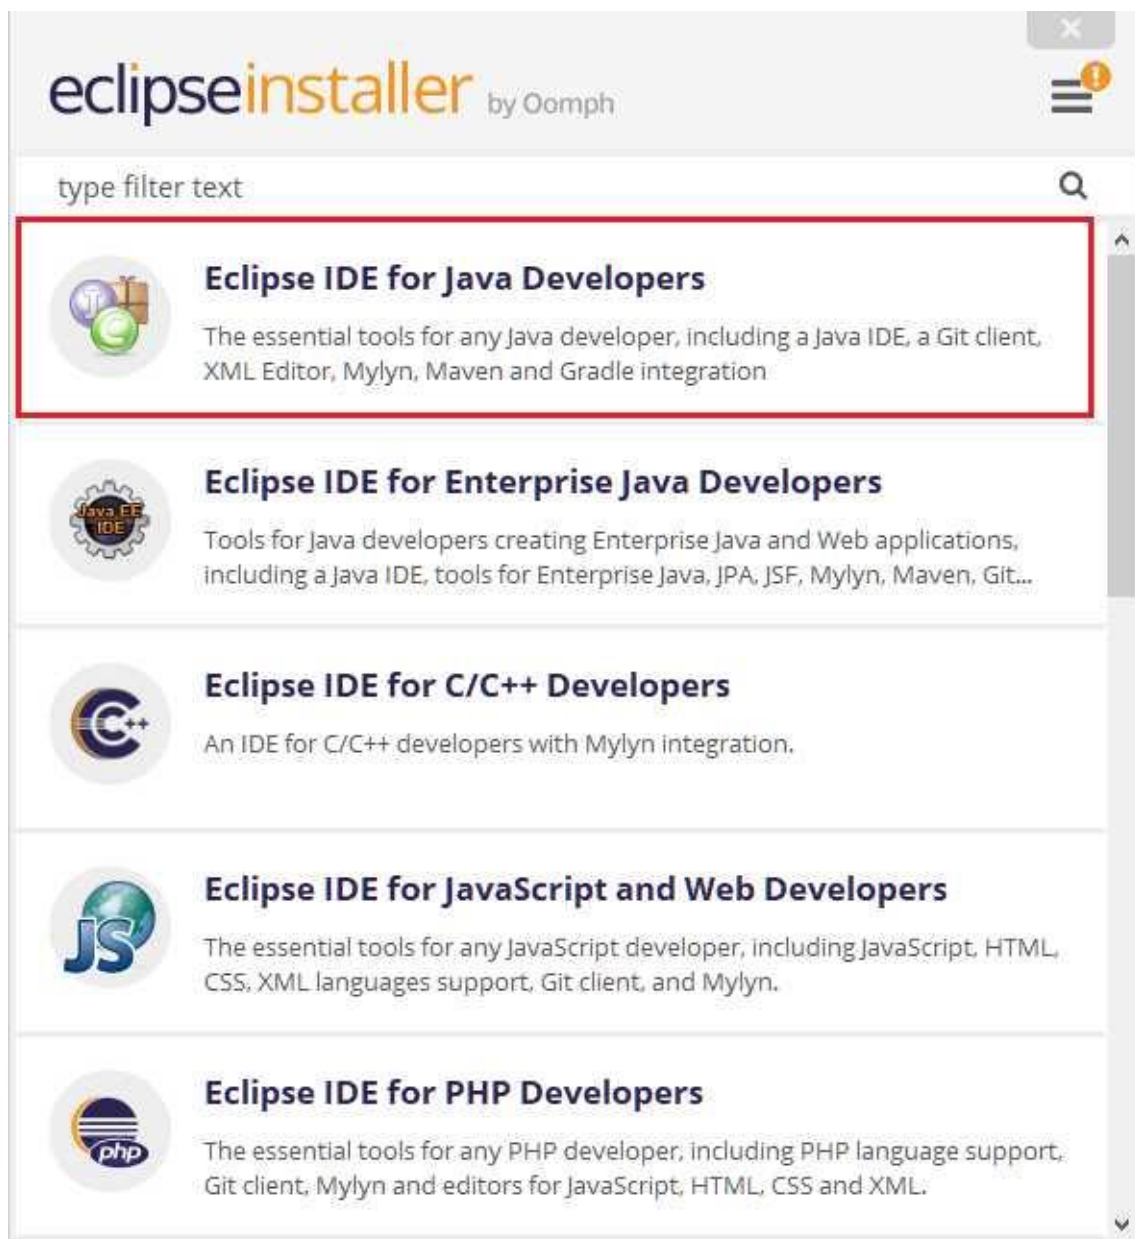 eclipseinstaller by Oomph
type filter text
Eclipse IDE for Java Developers
The essential tools for any Java developer, including a Java IDE, a Git client,
XML Editor, Mylyn, Maven and Gradle integration
Java EE
IDE
Eclipse IDE for Enterprise Java Developers
Tools for Java developers creating Enterprise Java and Web applications,
including a Java IDE, tools for Enterprise Java, JPA, JSF, Mylyn, Maven, Git...
C++
Eclipse IDE for C/C++ Developers
An IDE for C/C++ developers with Mylyn integration.
JS
Eclipse IDE for JavaScript and Web Developers
The essential tools for any JavaScript developer, including JavaScript, HTML,
CSS, XML languages support, Git client, and Mylyn.
php
Eclipse IDE for PHP Developers
The essential tools for any PHP developer, including PHP language support,
Git client, Mylyn and editors for JavaScript, HTML, CSS and XML.